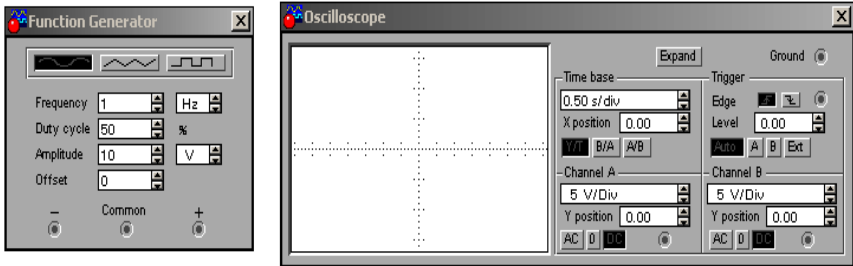 Function Generator
Frequency 1 Hz
Duty cycle 50 %
Amplitude 10 V
Offset 0
− Common +
Oscilloscope
Expand Ground
Time base
0.50 s/div
X position 0.00
Y/T B/A A/B
Trigger
Edge
Level 0.00
Auto A B Ext
Channel A
5 V/Div
Y position 0.00
AC 0 DC
Channel B
5 V/Div
Y position 0.00
AC 0 DC